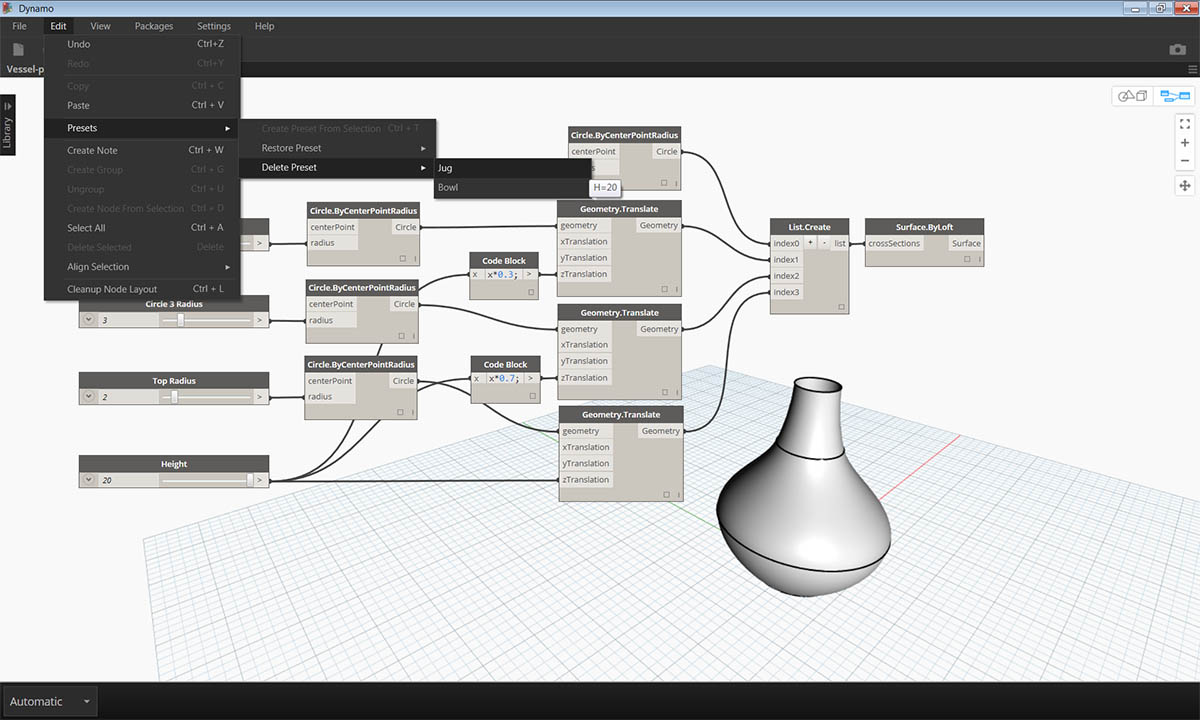 Dynamo
File Edit View Packages Settings Help
Undo Ctrl+Z
Redo Ctrl+Y
Vessel-p
Copy Ctrl + C
Paste Ctrl + V
Presets
Create Note Ctrl + W
Create Group Ctrl + G
Ungroup Ctrl + U
Create Node From Selection Ctrl + D
Select All Ctrl + A
Delete Selected Delete
Align Selection
Cleanup Node Layout Ctrl + L
Library
Create Preset From Selection Ctrl + T
Restore Preset
Delete Preset
Jug
Bowl
H=20
Circle.ByCenterPointRadius
centerPoint Circle
Circle.ByCenterPointRadius
centerPoint Circle
radius
>
Geometry.Translate
geometry Geometry
xTranslation
yTranslation
zTranslation
List.Create
index0 + - list
index1
index2
index3
Surface.ByLoft
crossSections Surface
Code Block
x x*0.3; >
Circle 3 Radius
3 >
Circle.ByCenterPointRadius
centerPoint Circle
radius
Geometry.Translate
geometry Geometry
xTranslation
yTranslation
zTranslation
Top Radius
2 >
Circle.ByCenterPointRadius
centerPoint Circle
radius
Code Block
x x*0.7; >
Geometry.Translate
geometry Geometry
xTranslation
yTranslation
zTranslation
Height
20 >
Automatic